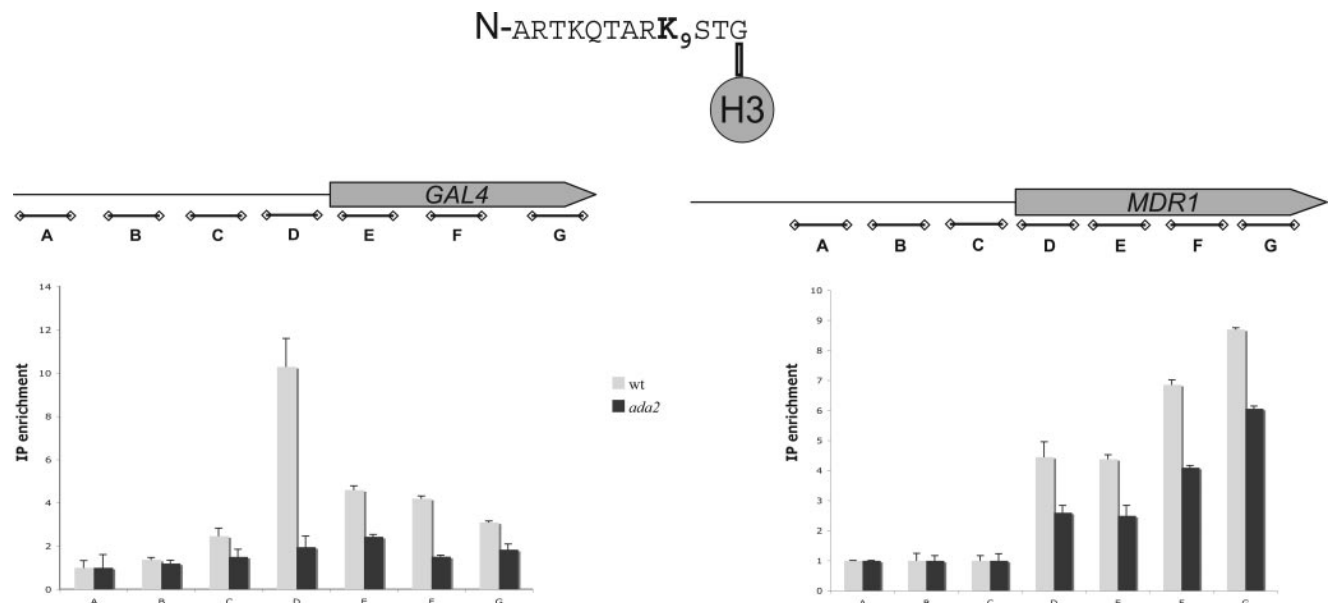 N-ARTKQTARK9STG
H3
GAL4
A B C D E F G
MDR1
A B C D E F G
IP enrichment
14
12
10
8
6
4
2
0
A B C D E F G
wt
ada2
IP enrichment
10
9
8
7
6
5
4
3
2
1
0
A B C D E F G